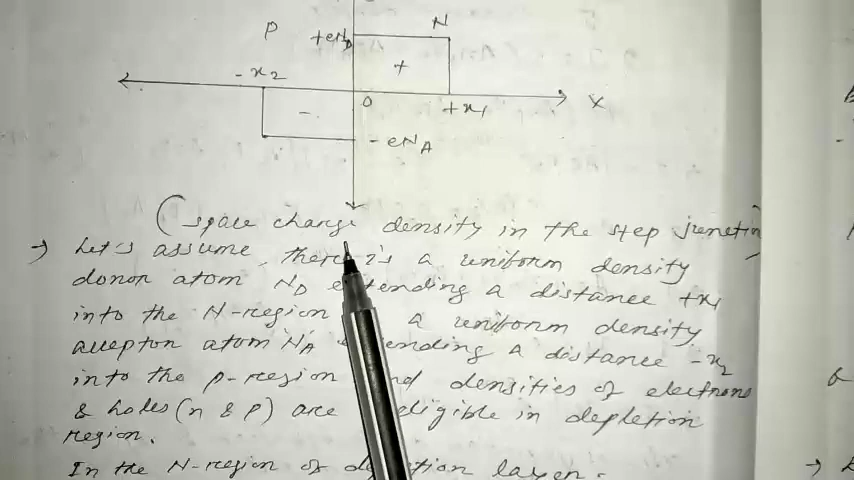 P
N
+eND
+
-x2
0
+x1
X
-
-eNA
(space charge density in the step junction
→ Let's assume, there is a uniform density
donor atom ND extending a distance +x1
into the N-region a uniform density
acceptor atom NA a distance -x2
into the p-region densities of electrons
& holes (n & p) are in depletion
region.
In the N-region of layer.